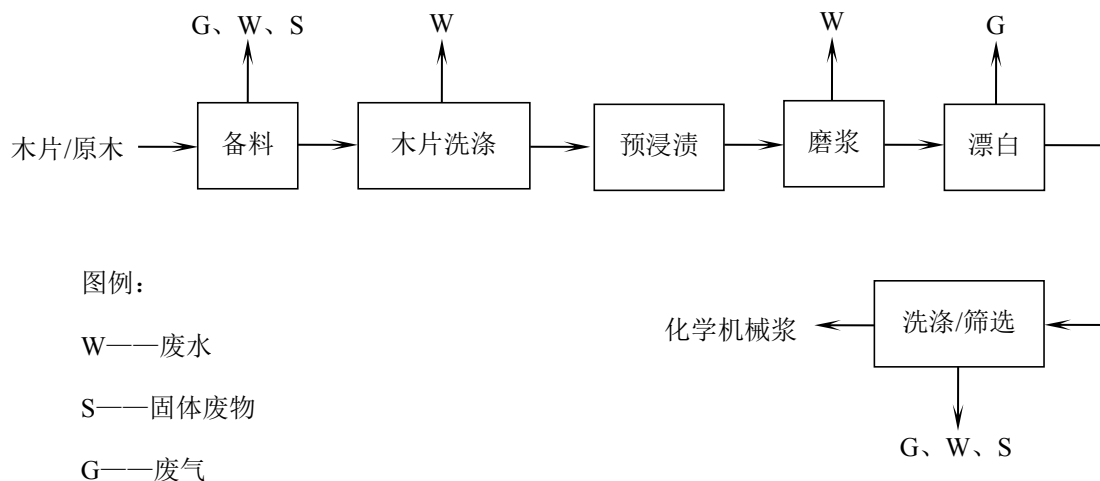 G、W、S
W
W
G
木片/原木
备料
木片洗涤
预浸渍
磨浆
漂白
图例：
化学机械浆
洗涤/筛选
W——废水
S——固体废物
G、W、S
G——废气